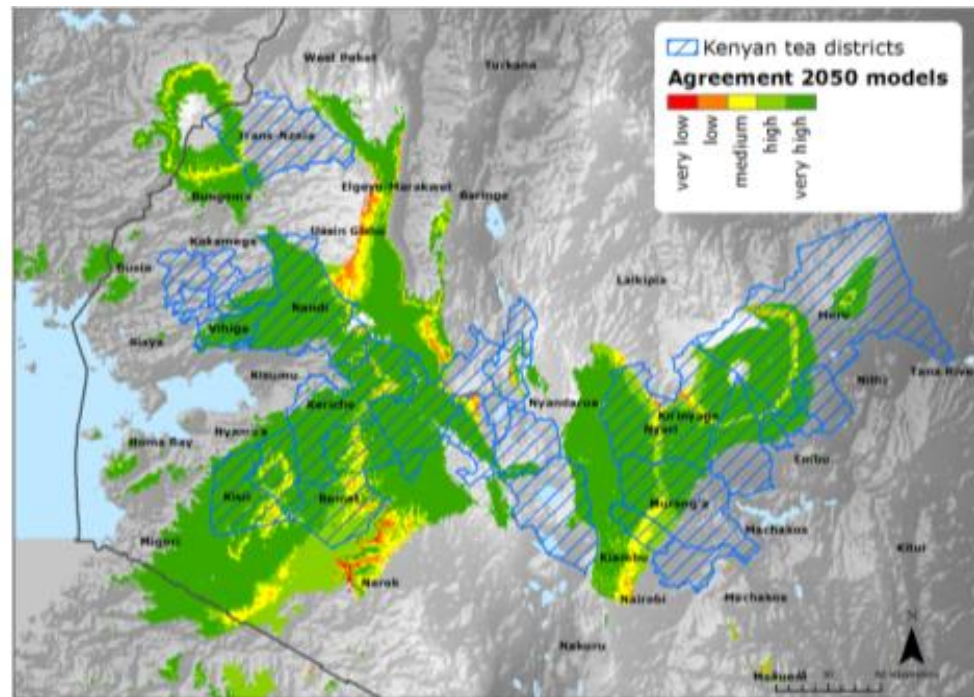 West Pokot
Turkana
Kenyan tea districts
Agreement 2050 models
very low
low
medium
high
very high
Trans-Nzoia
Elgeyo-Marakwet
Baringo
Bungoma
Uasin Gishu
Kakamega
Busia
Laikipia
Nandi
Meru
Vihiga
Siaya
Kisumu
Nithi
Tana River
Kericho
Nyandarua
Kirinyaga
Nyeri
Nyamira
Homa Bay
Embu
Kisii
Bomet
Murang'a
Machakos
Migori
Kitui
Kiambu
Narok
Nairobi
Machakos
N
Nakuru